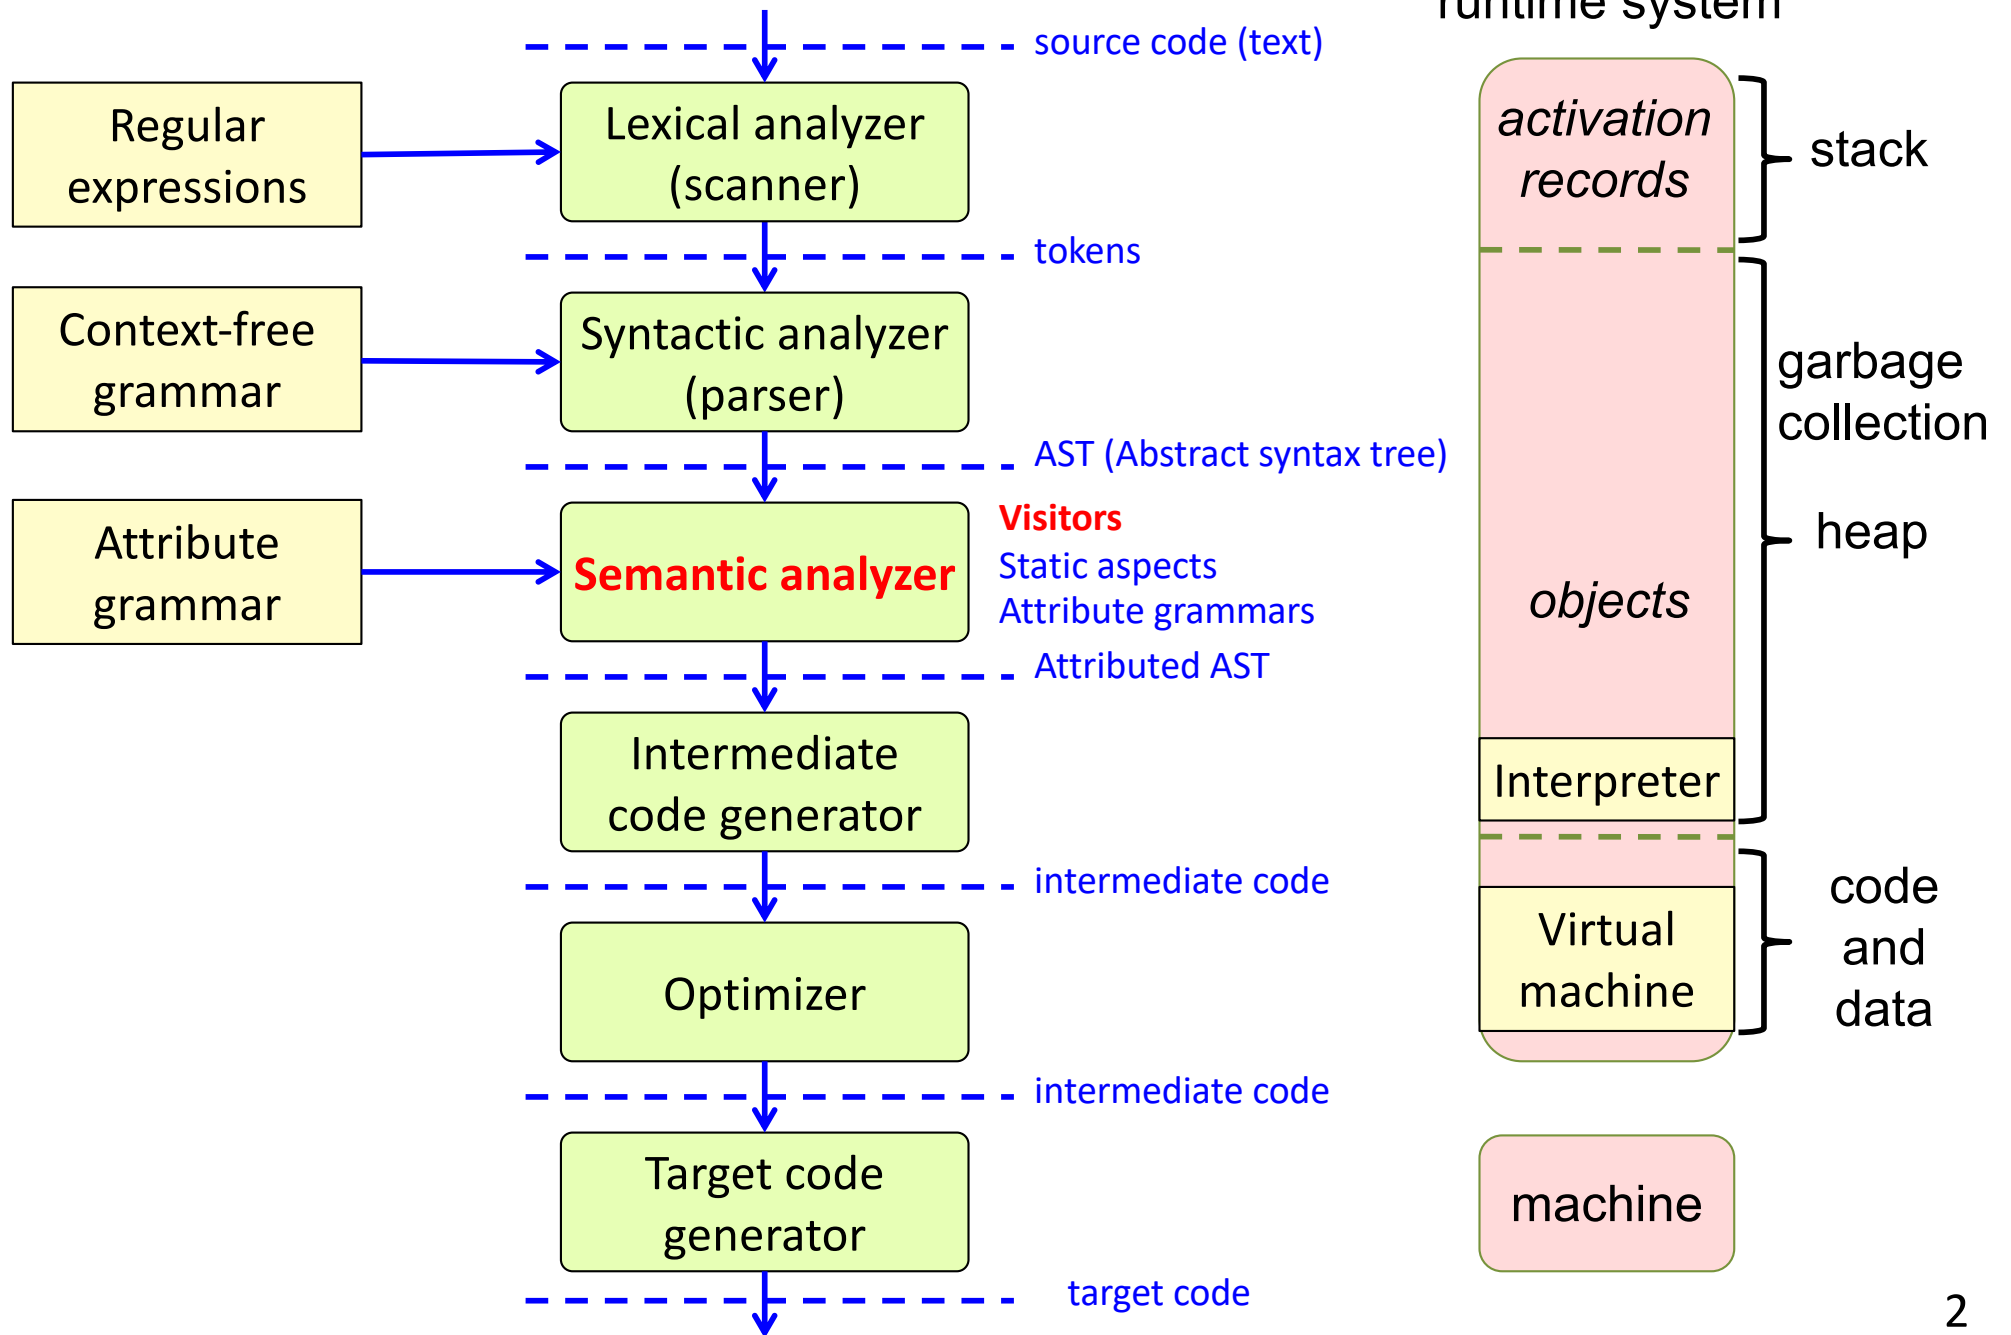 runtime system
source code (text)
Regular
expressions
Lexical analyzer
(scanner)
activation
records
stack
tokens
Context-free
grammar
Syntactic analyzer
(parser)
garbage
collection
AST (Abstract syntax tree)
Attribute
grammar
Semantic analyzer
Visitors
Static aspects
Attribute grammars
objects
heap
Attributed AST
Intermediate
code generator
Interpreter
intermediate code
Optimizer
Virtual
machine
code
and
data
intermediate code
Target code
generator
machine
target code
2